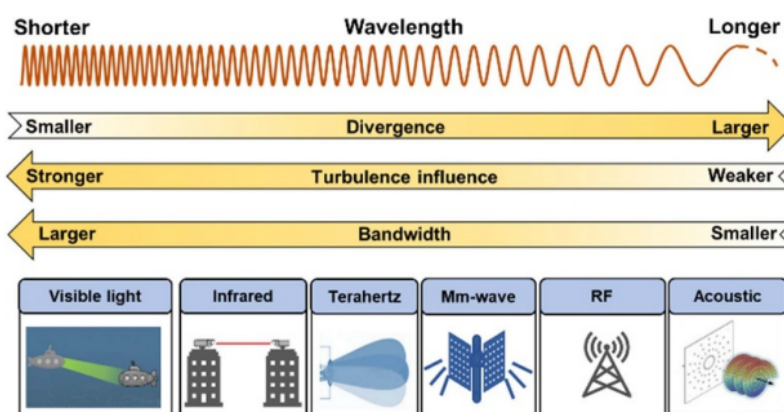 Shorter Wavelength Longer
Smaller Divergence Larger
Stronger Turbulence influence Weaker
Larger Bandwidth Smaller
Visible light Infrared Terahertz Mm-wave RF Acoustic